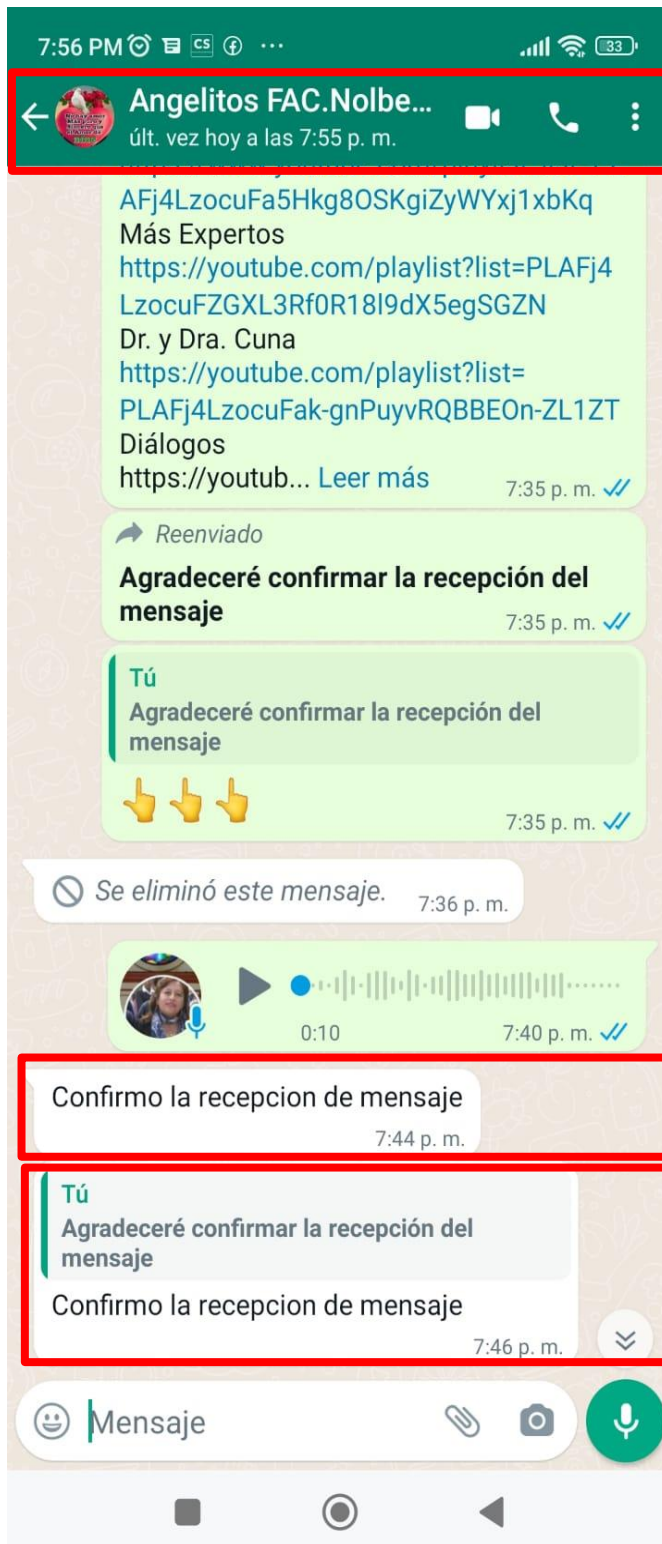 7:56 PM
CS
33
Angelitos FAC.Nolbe...
últ. vez hoy a las 7:55 p. m.
AFj4LzocuFa5Hkg8OSKgiZyWYxj1xbKq
Más Expertos
https://youtube.com/playlist?list=PLAFj4
LzocuFZGXL3Rf0R18l9dX5egSGZN
Dr. y Dra. Cuna
https://youtube.com/playlist?list=
PLAFj4LzocuFak-gnPuyvRQBBEOn-ZL1ZT
Diálogos
https://youtub... Leer más
7:35 p. m.
Reenviado
Agradeceré confirmar la recepción del
mensaje
7:35 p. m.
Tú
Agradeceré confirmar la recepción del
mensaje
👆👆👆
7:35 p. m.
Se eliminó este mensaje.
7:36 p. m.
0:10
7:40 p. m.
Confirmo la recepcion de mensaje
7:44 p. m.
Tú
Agradeceré confirmar la recepción del
mensaje
Confirmo la recepcion de mensaje
7:46 p. m.
Mensaje